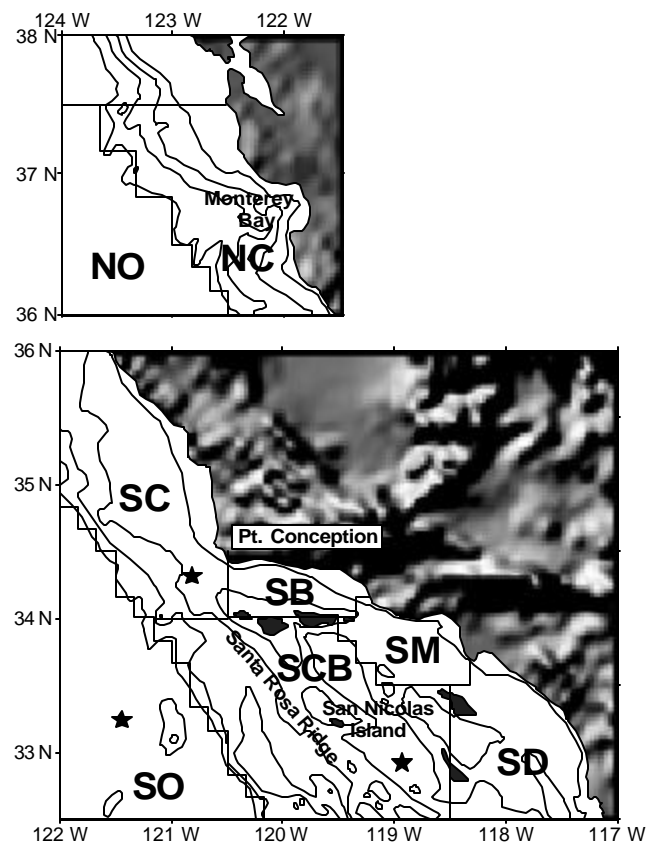 124 W 123 W 122 W
38 N
37 N
36 N
Monterey
Bay
NO
NC
36 N
35 N
34 N
33 N
SC
Pt. Conception
SB
SM
SCB
Santa Rosa Ridge
San Nicolas
Island
SD
SO
122 W 121 W 120 W 119 W 118 W 117 W